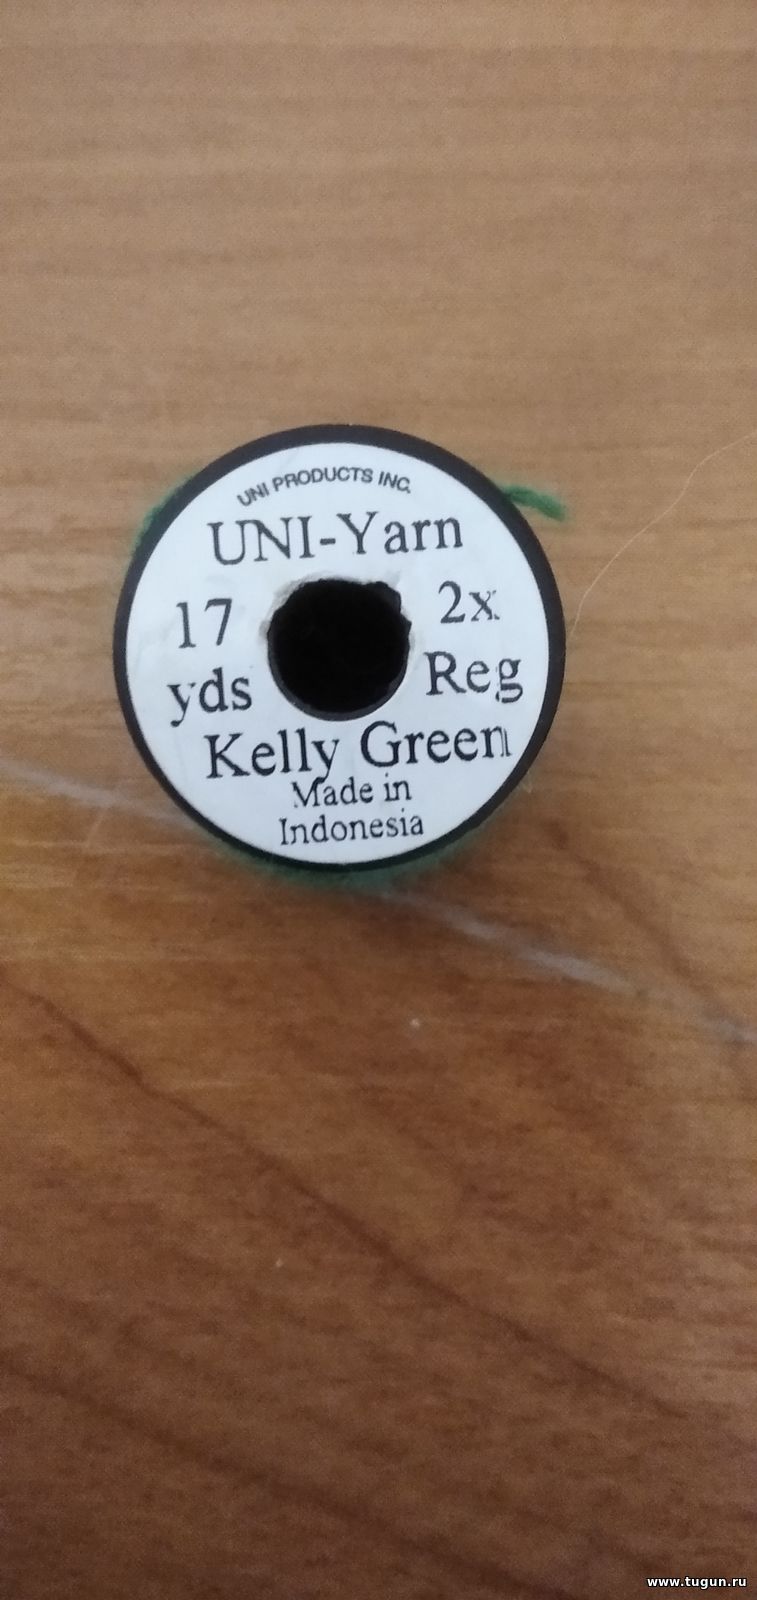 UNI PRODUCTS INC.
UNI-Yarn
17 yds
2x Reg
Kelly Green
Made in
Indonesia
www.tugun.ru